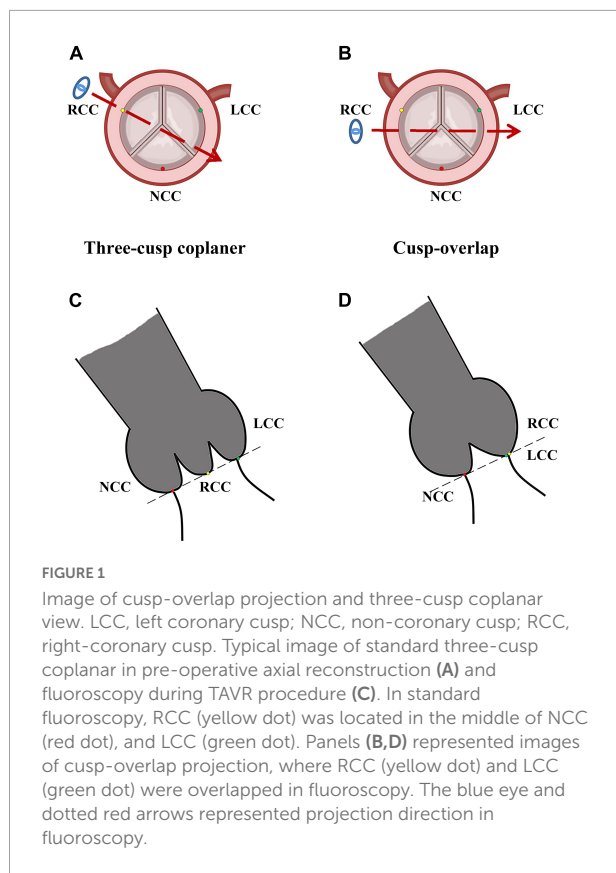 A
B
RCC
LCC
RCC
LCC
NCC
NCC
Three-cusp coplaner
Cusp-overlap
C
D
LCC
RCC
NCC
RCC
LCC
NCC
FIGURE 1
Image of cusp-overlap projection and three-cusp coplanar
view. LCC, left coronary cusp; NCC, non-coronary cusp; RCC,
right-coronary cusp. Typical image of standard three-cusp
coplanar in pre-operative axial reconstruction (A) and
fluoroscopy during TAVR procedure (C). In standard
fluoroscopy, RCC (yellow dot) was located in the middle of NCC
(red dot), and LCC (green dot). Panels (B,D) represented images
of cusp-overlap projection, where RCC (yellow dot) and LCC
(green dot) were overlapped in fluoroscopy. The blue eye and
dotted red arrows represented projection direction in
fluoroscopy.